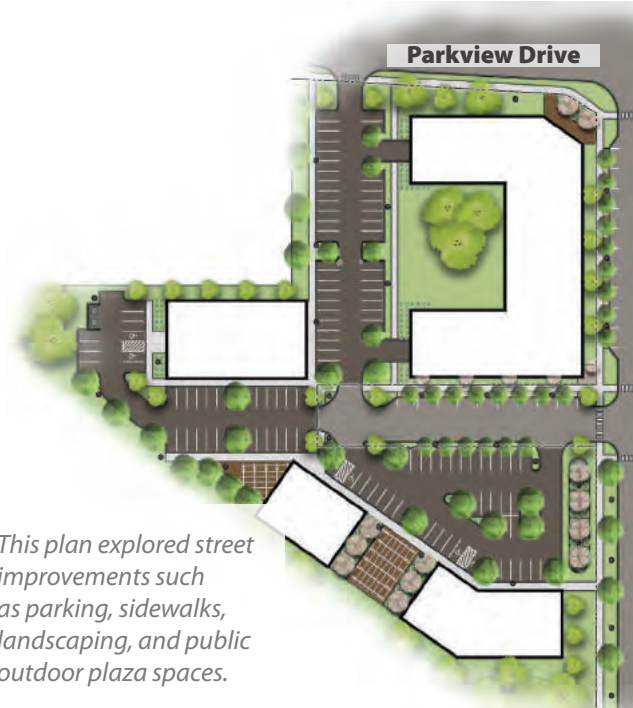 Parkview Drive
This plan explored street
improvements such
as parking, sidewalks,
landscaping, and public
outdoor plaza spaces.